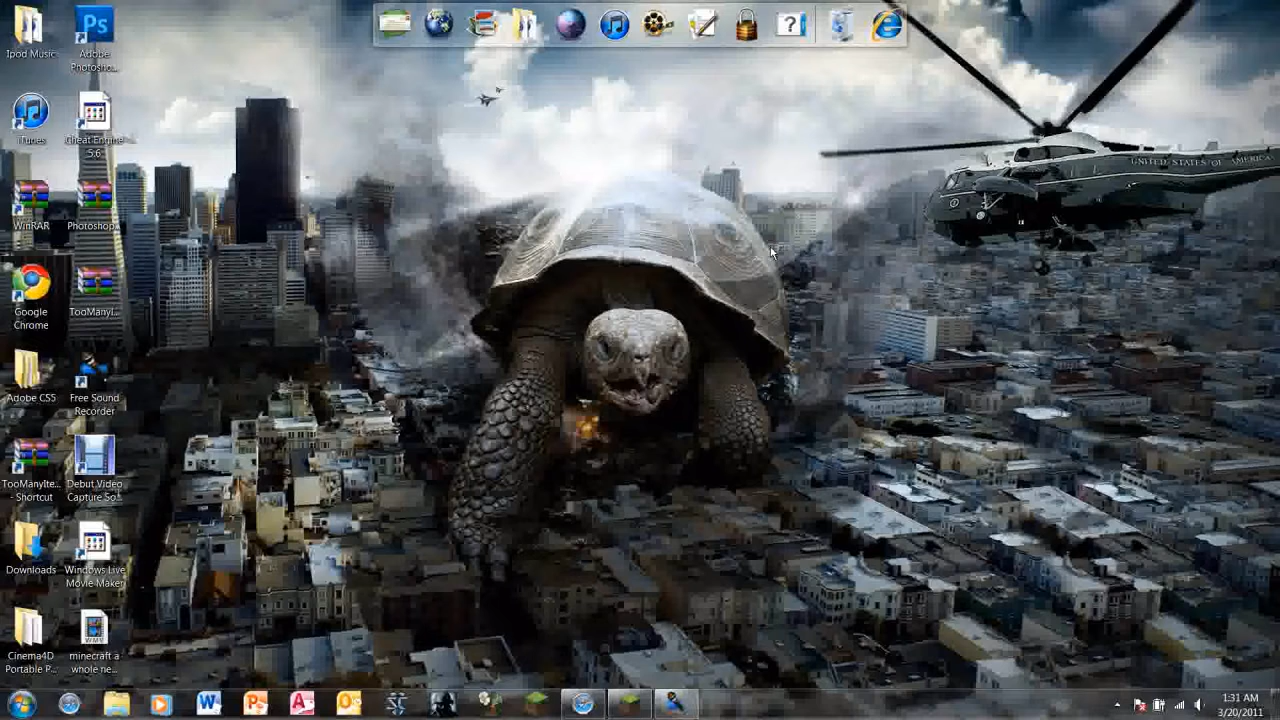 Ipod Music
Adobe
Photosho...
iTunes
Cheat Engine
5.6
WinRAR
Photoshop...
Google
Chrome
TooManyI...
Adobe CS5
Free Sound
Recorder
TooManyIte...
- Shortcut
Debut Video
Capture So...
Downloads
Windows Live
Movie Maker
Cinema4D
Portable P...
minecraft a
whole ne...
Ps
WMV
?
UNITED STATES OF AMERICA
W
P
A
O
1:31 AM
3/20/2011